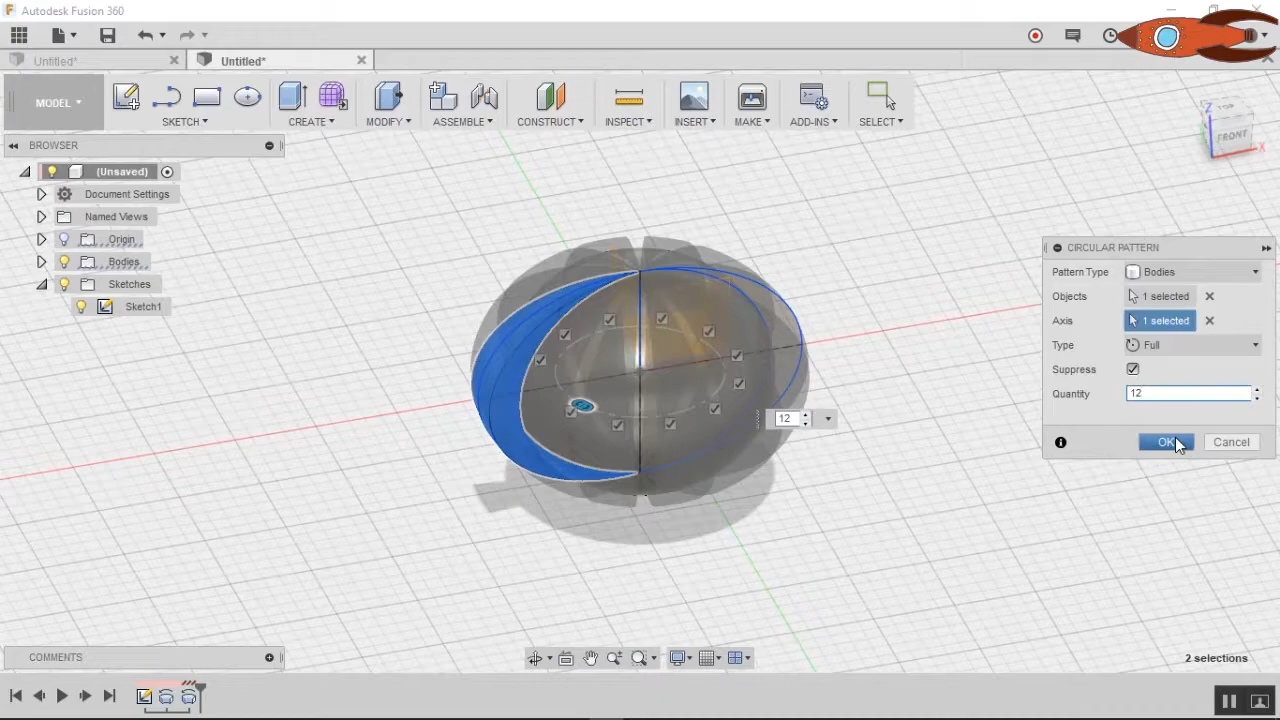 Autodesk Fusion 360
Untitled*
Untitled*
MODEL
SKETCH
CREATE
MODIFY
ASSEMBLE
CONSTRUCT
INSPECT
INSERT
MAKE
ADD-INS
SELECT
BROWSER
(Unsaved)
Document Settings
Named Views
Origin
Bodies
Sketches
Sketch1
Z
TOP
FRONT
X
CIRCULAR PATTERN
Pattern Type Bodies
Objects 1 selected
Axis 1 selected
Type Full
Suppress
Quantity 12
OK Cancel
12
COMMENTS
2 selections